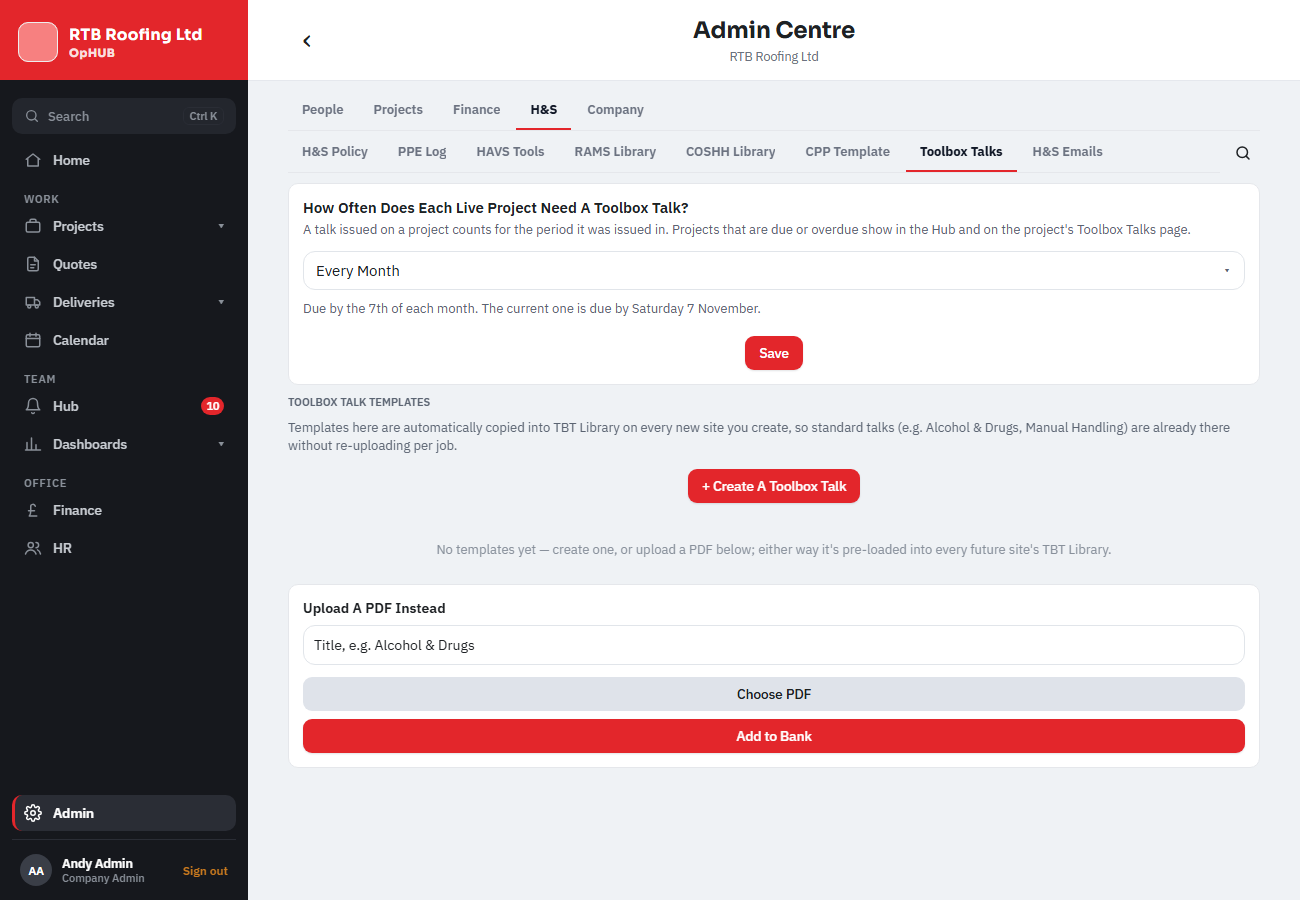 RTB Roofing Ltd
OpHUB
Search
Ctrl K
Home
WORK
Projects
Quotes
Deliveries
Calendar
TEAM
Hub
10
Dashboards
OFFICE
Finance
HR
Admin
AA
Andy Admin
Company Admin
Sign out
Admin Centre
RTB Roofing Ltd
People
Projects
Finance
H&S
Company
H&S Policy
PPE Log
HAVS Tools
RAMS Library
COSHH Library
CPP Template
Toolbox Talks
H&S Emails
How Often Does Each Live Project Need A Toolbox Talk?
A talk issued on a project counts for the period it was issued in. Projects that are due or overdue show in the Hub and on the project's Toolbox Talks page.
Every Month
Due by the 7th of each month. The current one is due by Saturday 7 November.
Save
TOOLBOX TALK TEMPLATES
Templates here are automatically copied into TBT Library on every new site you create, so standard talks (e.g. Alcohol & Drugs, Manual Handling) are already there
without re-uploading per job.
+ Create A Toolbox Talk
No templates yet — create one, or upload a PDF below; either way it's pre-loaded into every future site's TBT Library.
Upload A PDF Instead
Title, e.g. Alcohol & Drugs
Choose PDF
Add to Bank